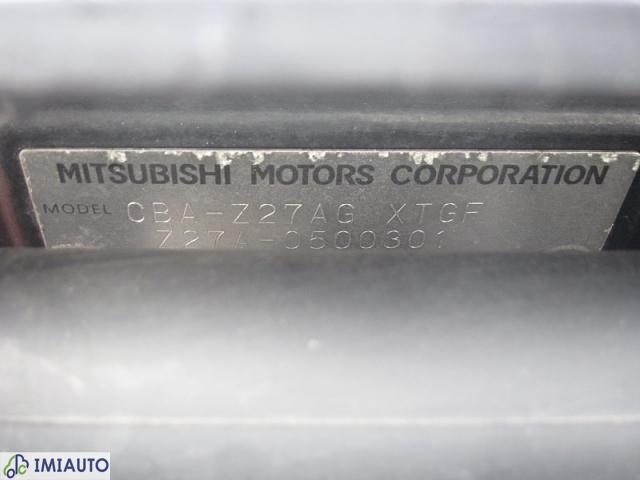 MITSUBISHI MOTORS CORPORATION
MODEL CBA-Z27AG XTGF
Z27A-0500301
IMIAUTO